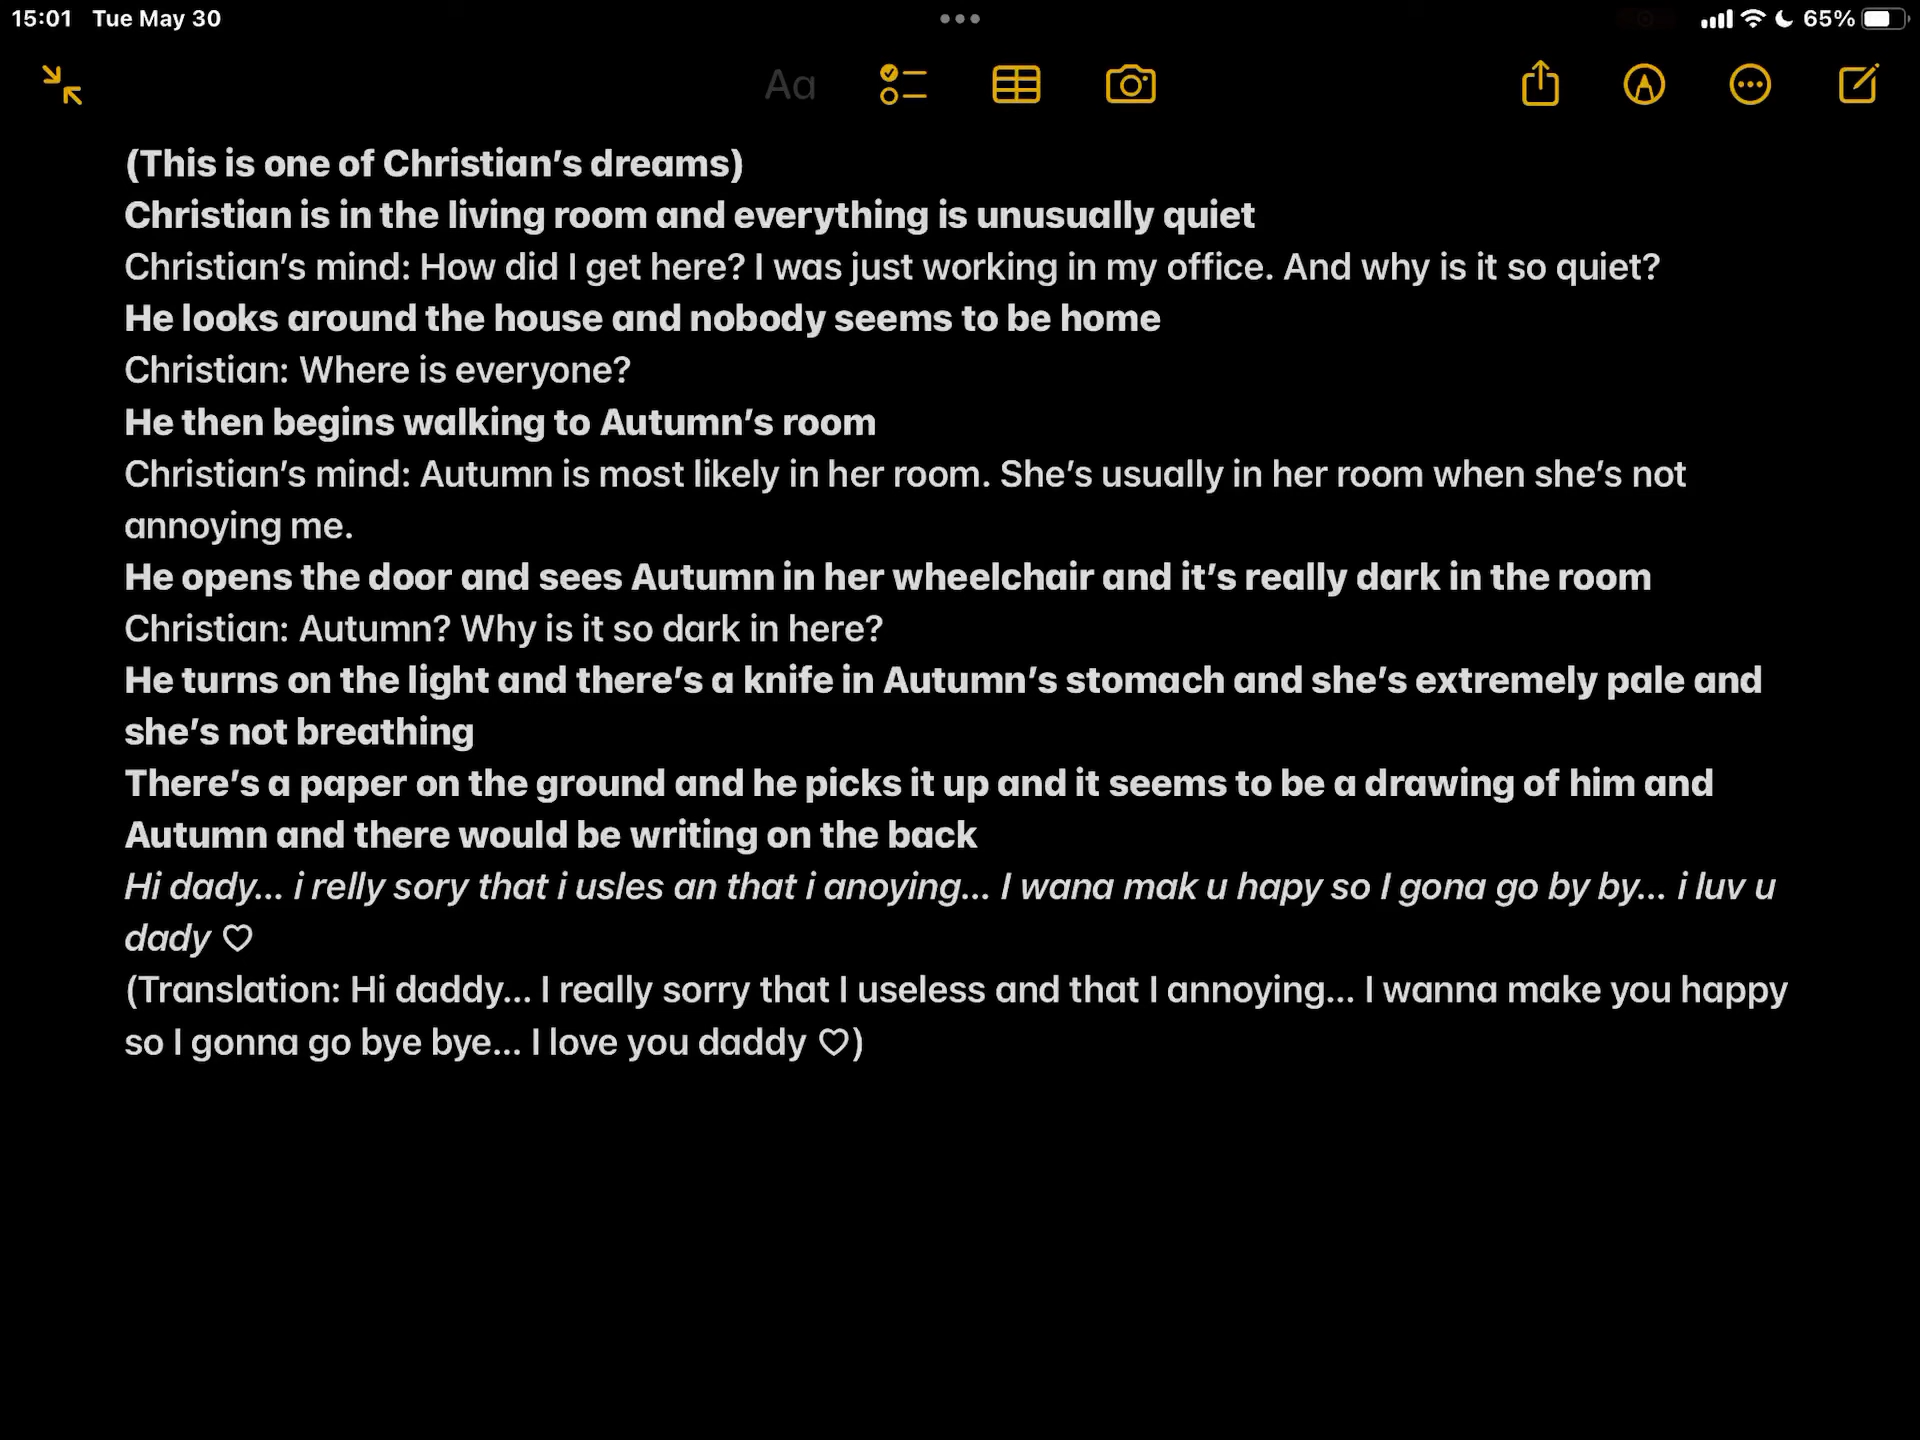 15:01 Tue May 30
65%
Aa
(This is one of Christian's dreams)
Christian is in the living room and everything is unusually quiet
Christian's mind: How did I get here? I was just working in my office. And why is it so quiet?
He looks around the house and nobody seems to be home
Christian: Where is everyone?
He then begins walking to Autumn's room
Christian's mind: Autumn is most likely in her room. She's usually in her room when she's not
annoying me.
He opens the door and sees Autumn in her wheelchair and it's really dark in the room
Christian: Autumn? Why is it so dark in here?
He turns on the light and there's a knife in Autumn's stomach and she's extremely pale and
she's not breathing
There's a paper on the ground and he picks it up and it seems to be a drawing of him and
Autumn and there would be writing on the back
Hi dady... i relly sory that i usles an that i anoying... I wana mak u hapy so I gona go by by... i luv u
dady ♡
(Translation: Hi daddy... I really sorry that I useless and that I annoying... I wanna make you happy
so I gonna go bye bye... I love you daddy ♡)